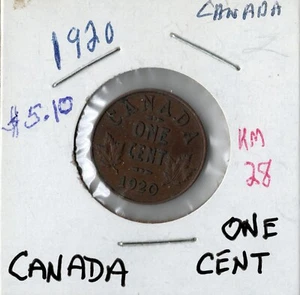 CANADA
1920
$5.10
CANADA
ONE
CENT
1920
KM
28
ONE
CANADA CENT